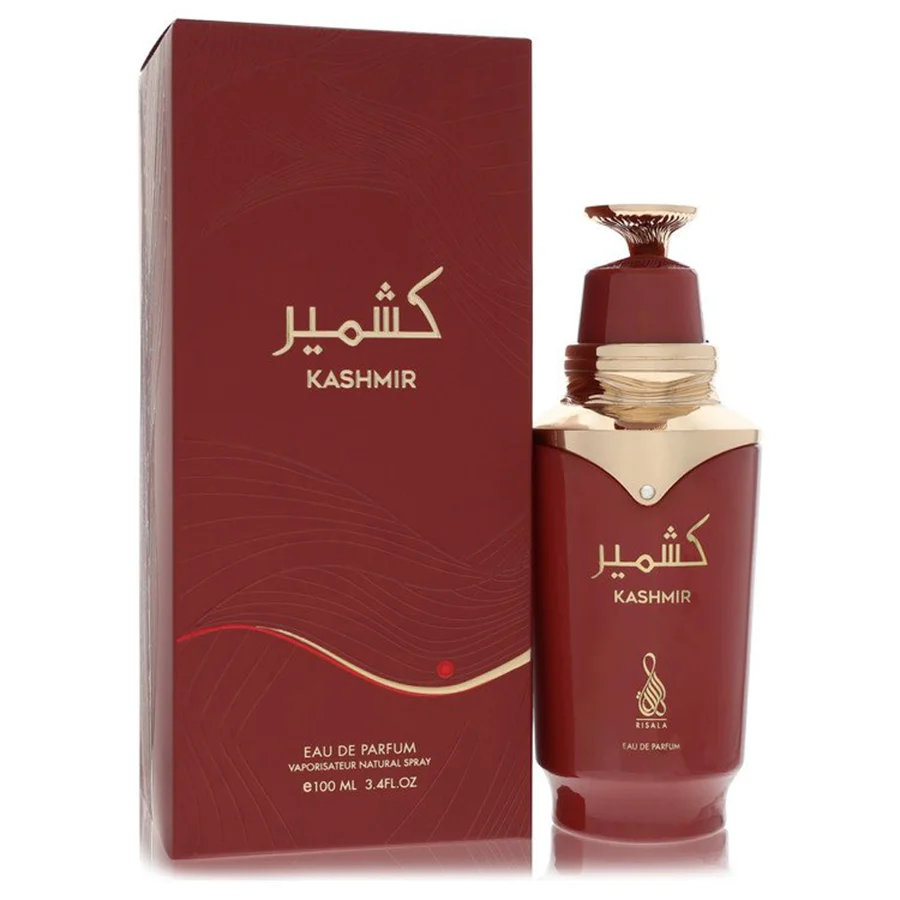 كشمير
KASHMIR
EAU DE PARFUM
VAPORISATEUR NATURAL SPRAY
e100 ML 3.4FL.OZ
كشمير
KASHMIR
RISALA
EAU DE PARFUM